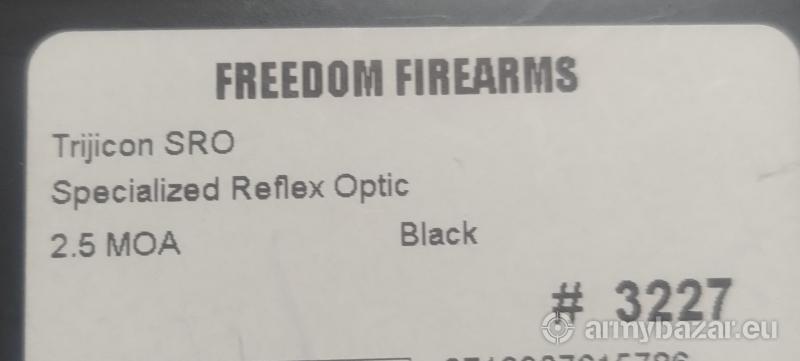 FREEDOM FIREARMS
Trijicon SRO
Specialized Reflex Optic
2.5 MOA Black
# 3227
armybazar.eu